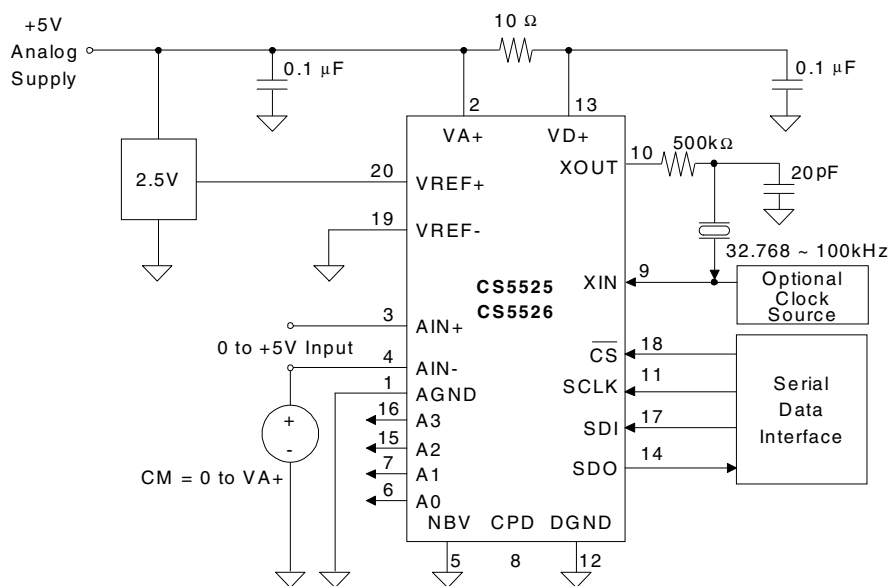 +5V
Analog
Supply
10 Ω
0.1 μF
0.1 μF
2
13
VA+
VD+
2.5V
20
VREF+
19
VREF-
XOUT
10
500kΩ
20pF
32.768 ~ 100kHz
CS5525
CS5526
XIN
9
Optional
Clock
Source
3
AIN+
0 to +5V Input
4
AIN-
1
AGND
16
A3
15
A2
7
A1
6
A0
+
-
CM = 0 to VA+
CS
18
SCLK
11
SDI
17
SDO
14
Serial
Data
Interface
NBV
CPD
DGND
5
8
12